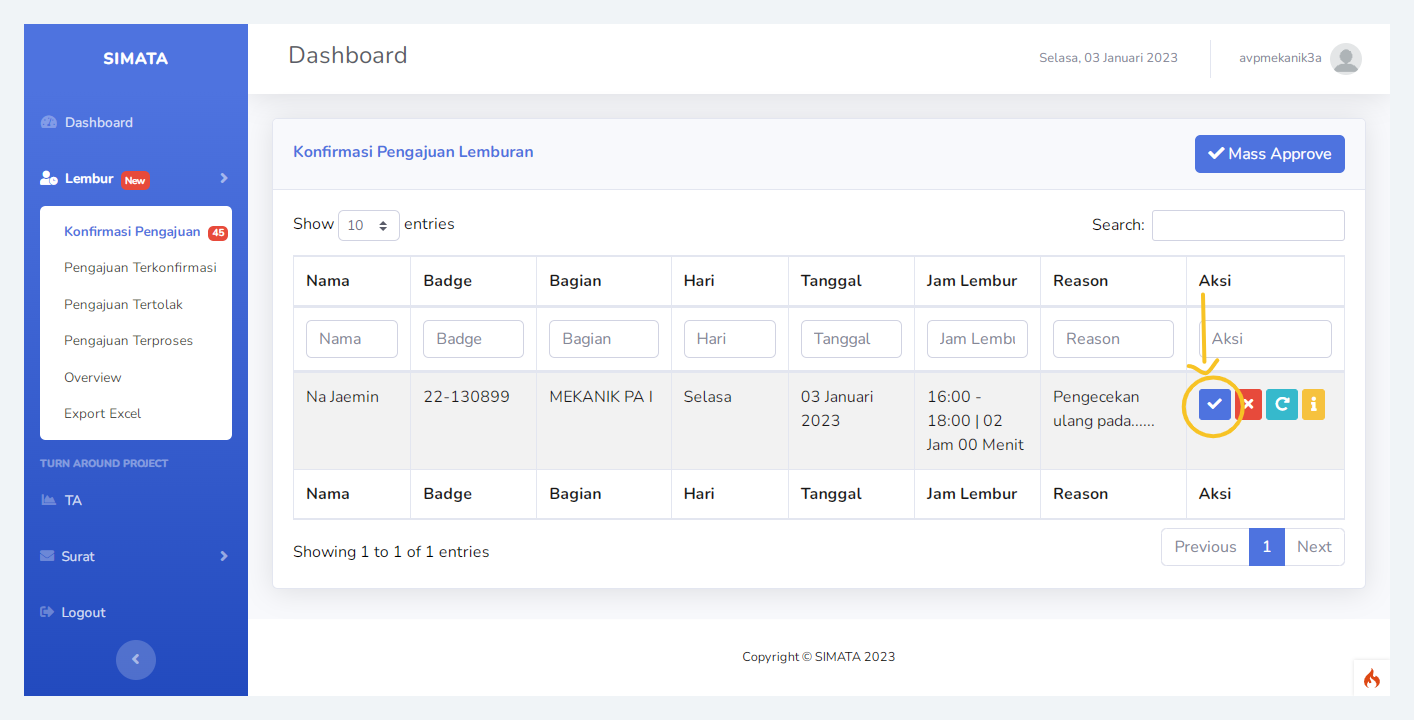 SIMATA
Dashboard
Selasa, 03 Januari 2023
avpmekanik3a
Dashboard
Lembur New
Konfirmasi Pengajuan 45
Pengajuan Terkonfirmasi
Pengajuan Tertolak
Pengajuan Terproses
Overview
Export Excel
TURN AROUND PROJECT
TA
Surat
Logout
Konfirmasi Pengajuan Lemburan
Mass Approve
Show 10 entries
Search:
Nama Badge Bagian Hari Tanggal Jam Lembur Reason Aksi
Nama Badge Bagian Hari Tanggal Jam Lembu Reason Aksi
Na Jaemin 22-130899 MEKANIK PA I Selasa 03 Januari 16:00 - Pengecekan
2023 18:00 | 02 ulang pada......
Jam 00 Menit
Nama Badge Bagian Hari Tanggal Jam Lembur Reason Aksi
Showing 1 to 1 of 1 entries
Previous 1 Next
Copyright © SIMATA 2023